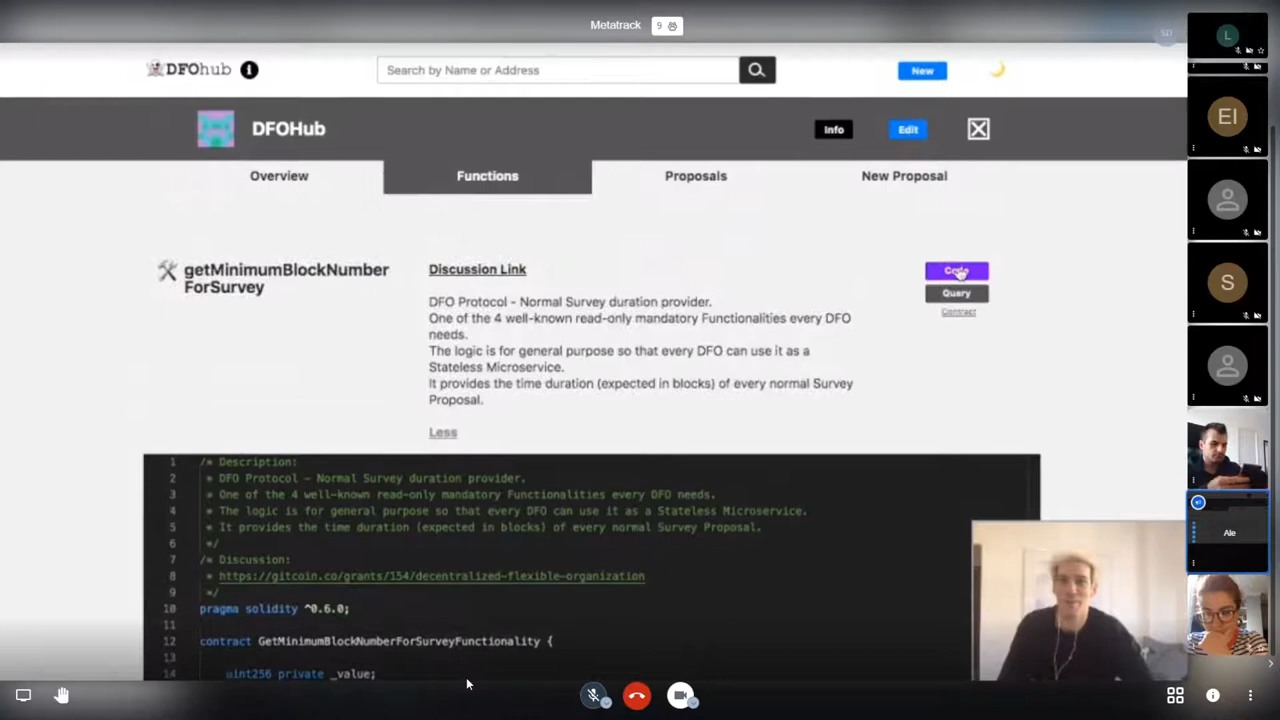 Metatrack 9
SD
L
DFOhub i
Search by Name or Address
New
DFOHub
Info
Edit
EI
Overview
Functions
Proposals
New Proposal
getMinimumBlockNumber
ForSurvey
Discussion Link
Code
Query
Contract
DFO Protocol - Normal Survey duration provider.
One of the 4 well-known read-only mandatory Functionalities every DFO
needs.
The logic is for general purpose so that every DFO can use it as a
Stateless Microservice.
It provides the time duration (expected in blocks) of every normal Survey
Proposal.
Less
S
1 /* Description:
2 * DFO Protocol - Normal Survey duration provider.
3 * One of the 4 well-known read-only mandatory Functionalities every DFO needs.
4 * The logic is for general purpose so that every DFO can use it as a Stateless Microservice.
5 * It provides the time duration (expected in blocks) of every normal Survey Proposal.
6 */
7 /* Discussion:
8 * https://gitcoin.co/grants/154/decentralized-flexible-organization
9 */
10 pragma solidity ^0.6.0;
11
12 contract GetMinimumBlockNumberForSurveyFunctionality {
13
14 uint256 private _value;
Ale